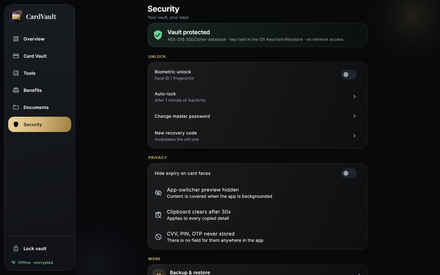 CardVault
Overview
Card Vault
Tools
Benefits
Documents
Security
Lock vault
Offline · encrypted
Security
Your vault, your keys
Vault protected
AES-256 SQLCipher database · key held in the OS Keychain/Keystore · no network access
UNLOCK
Biometric unlock
Face ID / fingerprint
Auto-lock
After 1 minute of inactivity
Change master password
New recovery code
Invalidates the old one
PRIVACY
Hide expiry on card faces
App-switcher preview hidden
Content is covered when the app is backgrounded
Clipboard clears after 30s
Applies to every copied detail
CVV, PIN, OTP never stored
There is no field for them anywhere in the app
MORE
Backup & restore